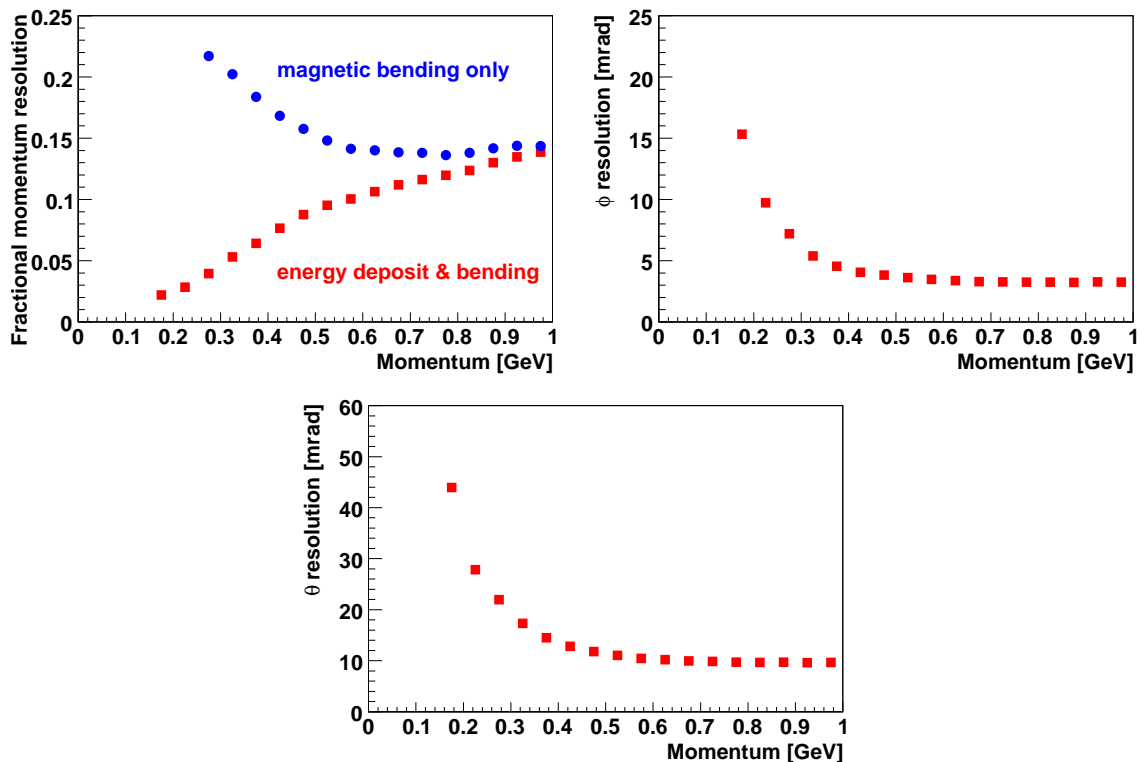 Fractional momentum resolution
0.25
0.2
0.15
0.1
0.05
0
magnetic bending only
energy deposit & bending
0 0.1 0.2 0.3 0.4 0.5 0.6 0.7 0.8 0.9 1
Momentum [GeV]
ϕ resolution [mrad]
25
20
15
10
5
0
0 0.1 0.2 0.3 0.4 0.5 0.6 0.7 0.8 0.9 1
Momentum [GeV]
θ resolution [mrad]
60
50
40
30
20
10
0
0 0.1 0.2 0.3 0.4 0.5 0.6 0.7 0.8 0.9 1
Momentum [GeV]